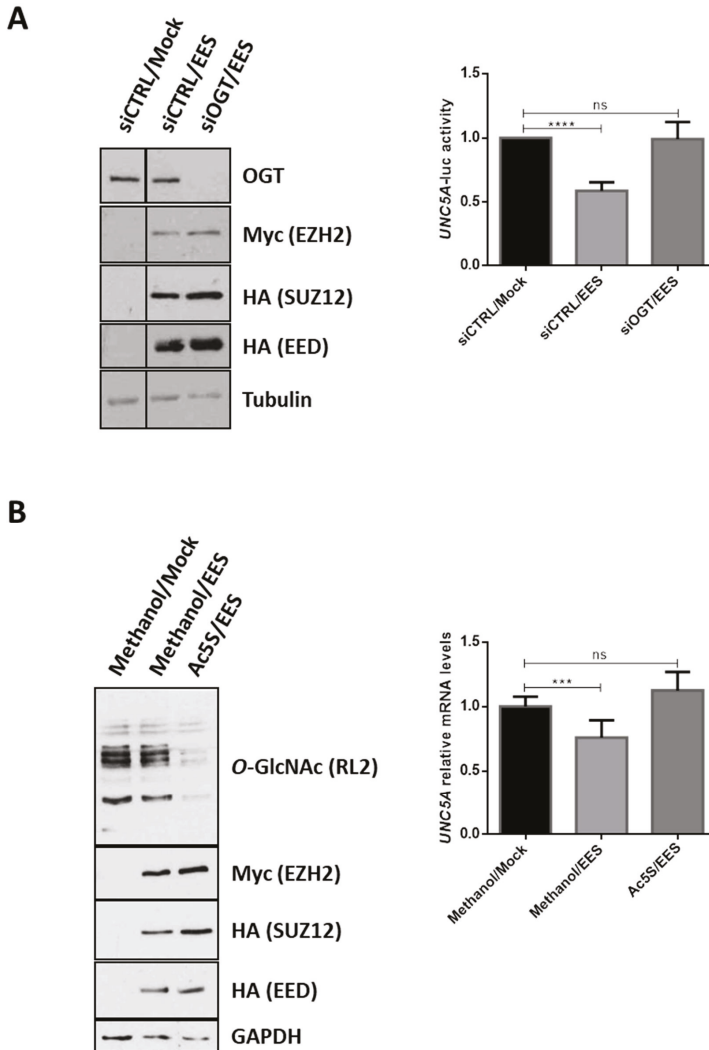 A
siCTRL/Mock
siCTRL/EES
siOGT/EES
OGT
Myc (EZH2)
HA (SUZ12)
HA (EED)
Tubulin
UNC5A-luc activity
1.5
1.0
0.5
0.0
ns
****
siCTRL/Mock
siCTRL/EES
siOGT/EES
B
Methanol/Mock
Methanol/EES
Ac5S/EES
O-GlcNAc (RL2)
Myc (EZH2)
HA (SUZ12)
HA (EED)
GAPDH
UNC5A relative mRNA levels
1.5
1.0
0.5
0
ns
***
Methanol/Mock
Methanol/EES
Ac5S/EES